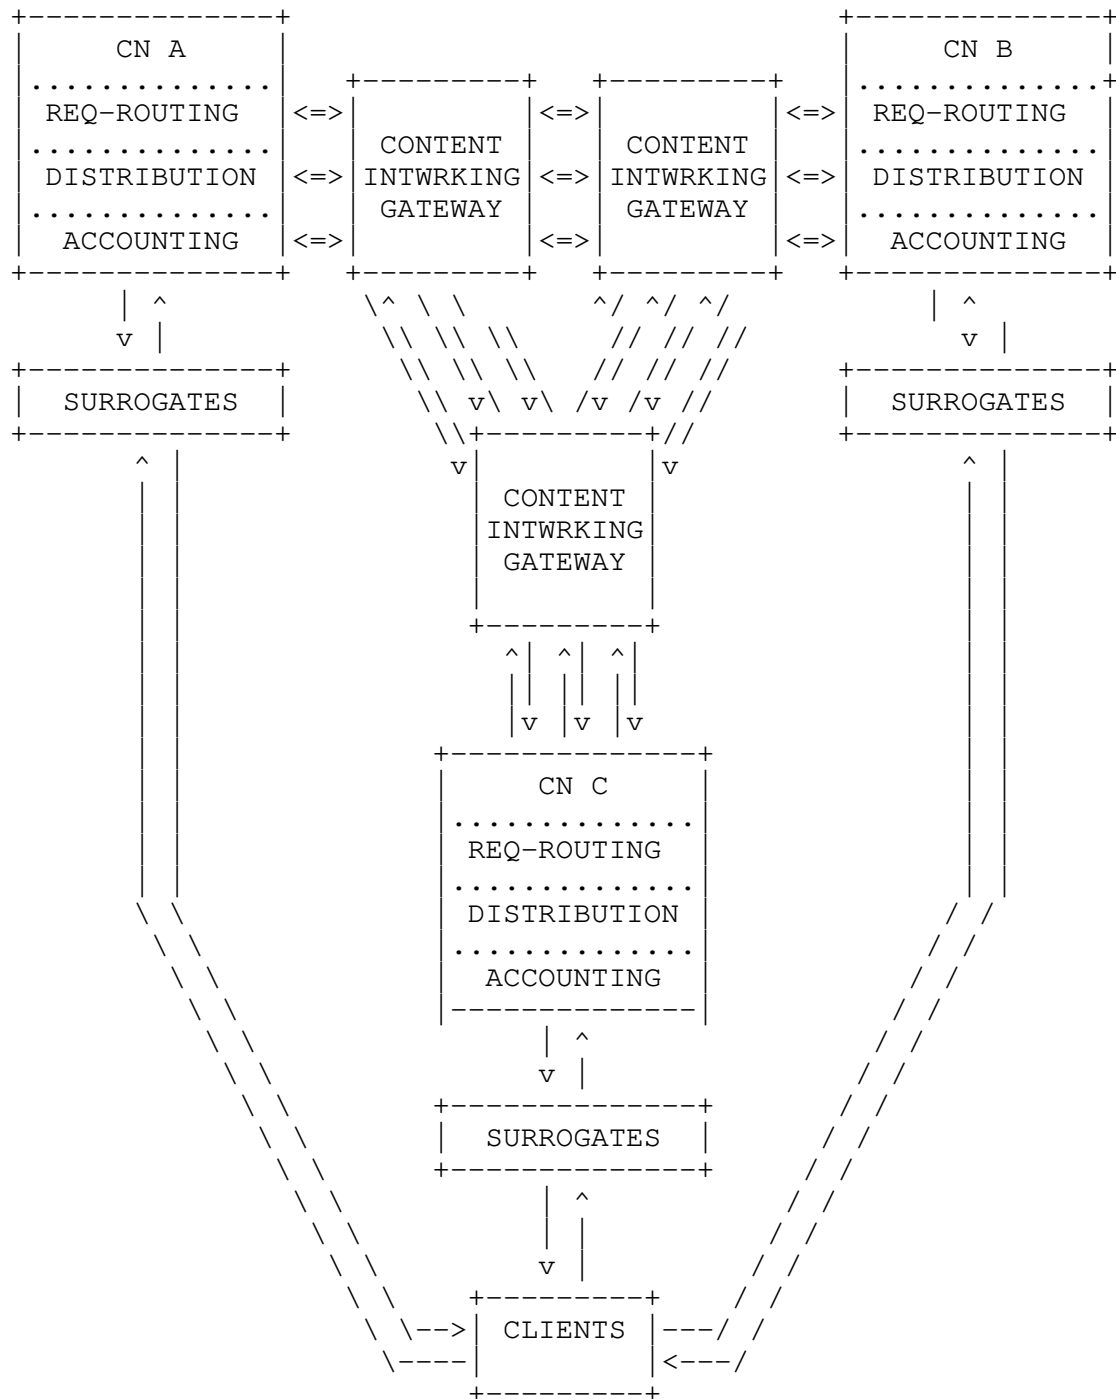 CN A CN B
REQ-ROUTING <=> <=> <=> REQ-ROUTING
CONTENT CONTENT
DISTRIBUTION <=> INTWRKING <=> INTWRKING <=> DISTRIBUTION
GATEWAY GATEWAY
ACCOUNTING <=> <=> <=> ACCOUNTING
SURROGATES SURROGATES
CONTENT
INTWRKING
GATEWAY
CN C
REQ-ROUTING
DISTRIBUTION
ACCOUNTING
SURROGATES
CLIENTS